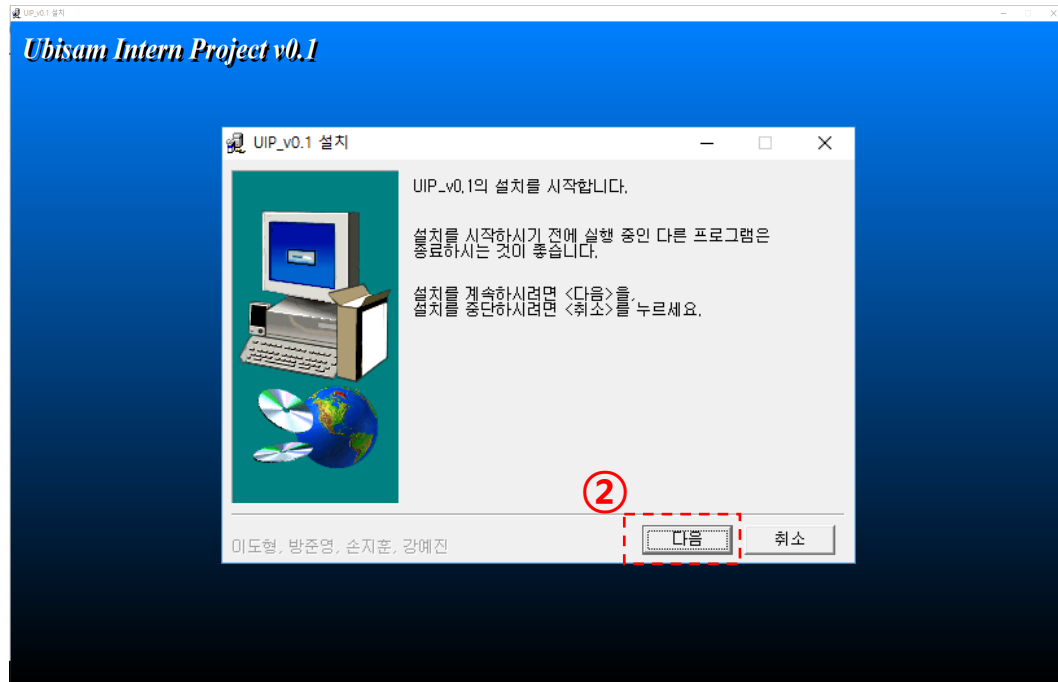 UIP_v0.1 설치
Ubisam Intern Project v0.1
UIP_v0.1 설치
UIP_v0.1의 설치를 시작합니다.
설치를 시작하시기 전에 실행 중인 다른 프로그램은
종료하시는 것이 좋습니다.
설치를 계속하시려면 <다음>을,
설치를 중단하시려면 <취소>를 누르세요.
②
이도형, 방준영, 손지훈, 강예진
다음
취소